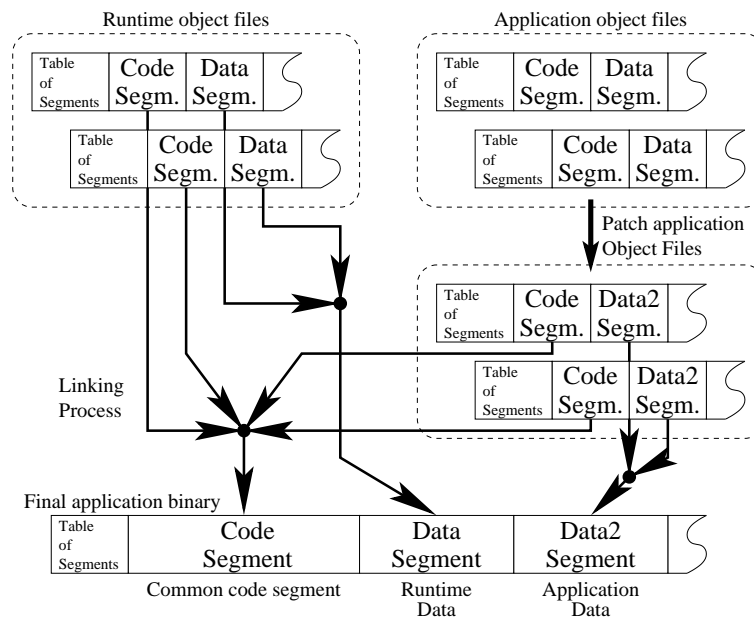 Runtime object files
Application object files
Table
of
Segments
Code
Segm.
Data
Segm.
Table
of
Segments
Code
Segm.
Data
Segm.
Table
of
Segments
Code
Segm.
Data
Segm.
Table
of
Segments
Code
Segm.
Data
Segm.
Patch application
Object Files
Table
of
Segments
Code
Segm.
Data2
Segm.
Table
of
Segments
Code
Segm.
Data2
Segm.
Linking
Process
Final application binary
Table
of
Segments
Code
Segment
Data
Segment
Data2
Segment
Common code segment
Runtime
Data
Application
Data